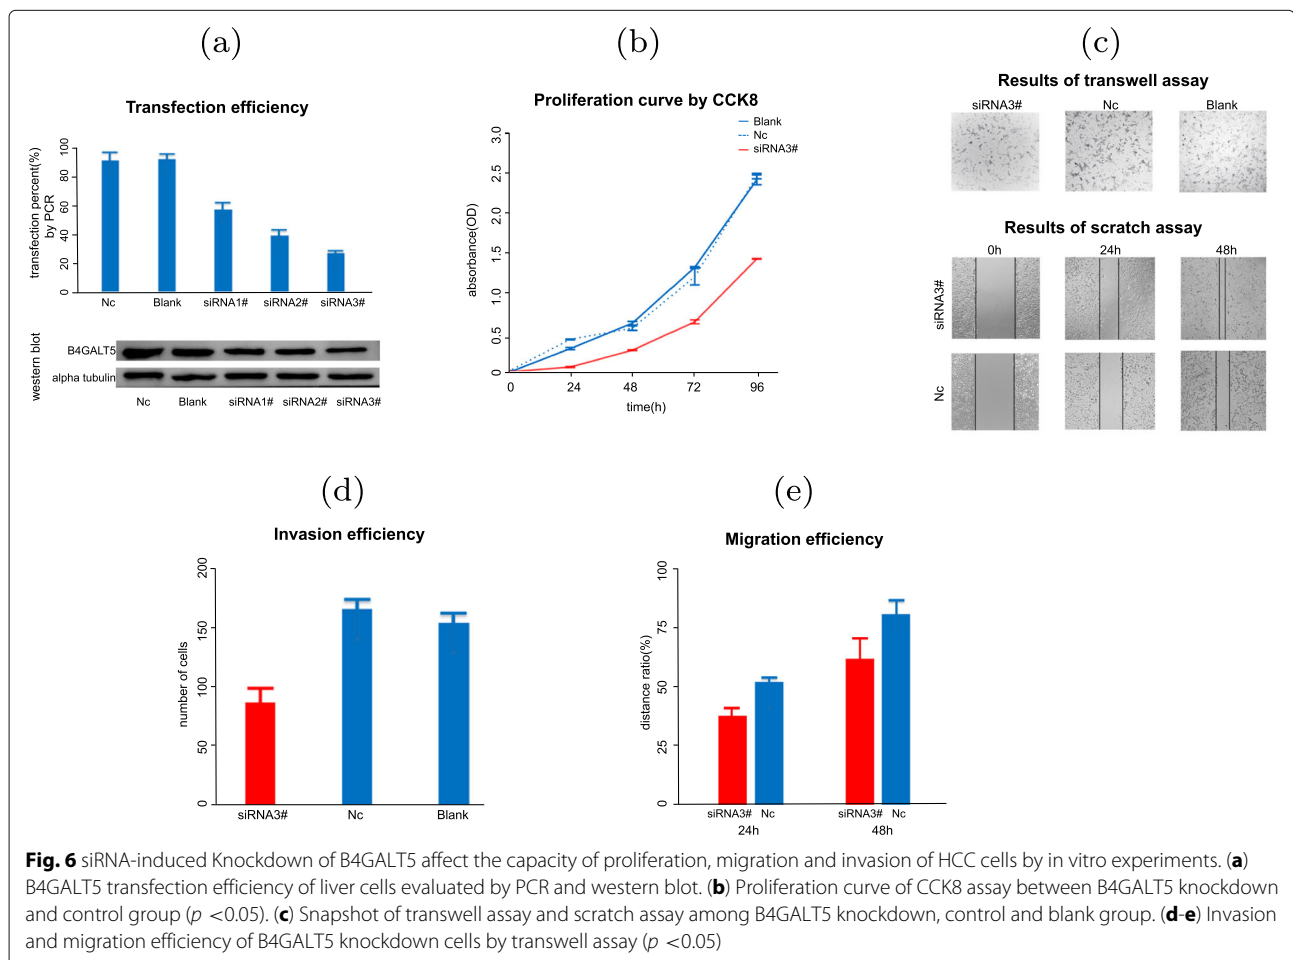 (a)
Transfection efficiency
transfection percent(%)
by PCR
100
80
60
40
20
0
Nc Blank siRNA1# siRNA2# siRNA3#
western blot
B4GALT5
alpha tubulin
Nc Blank siRNA1# siRNA2# siRNA3#
(b)
Proliferation curve by CCK8
Blank
Nc
siRNA3#
absorbance(OD)
3.0
2.5
2.0
1.5
1.0
0.5
0
0 24 48 72 96
time(h)
(c)
Results of transwell assay
siRNA3# Nc Blank
Results of scratch assay
0h 24h 48h
siRNA3#
Nc
(d)
Invasion efficiency
number of cells
200
150
100
50
0
siRNA3# Nc Blank
(e)
Migration efficiency
distance ratio(%)
100
75
50
25
0
siRNA3# Nc siRNA3# Nc
24h 48h
Fig. 6 siRNA-induced Knockdown of B4GALT5 affect the capacity of proliferation, migration and invasion of HCC cells by in vitro experiments. (a)
B4GALT5 transfection efficiency of liver cells evaluated by PCR and western blot. (b) Proliferation curve of CCK8 assay between B4GALT5 knockdown
and control group (p <0.05). (c) Snapshot of transwell assay and scratch assay among B4GALT5 knockdown, control and blank group. (d-e) Invasion
and migration efficiency of B4GALT5 knockdown cells by transwell assay (p <0.05)